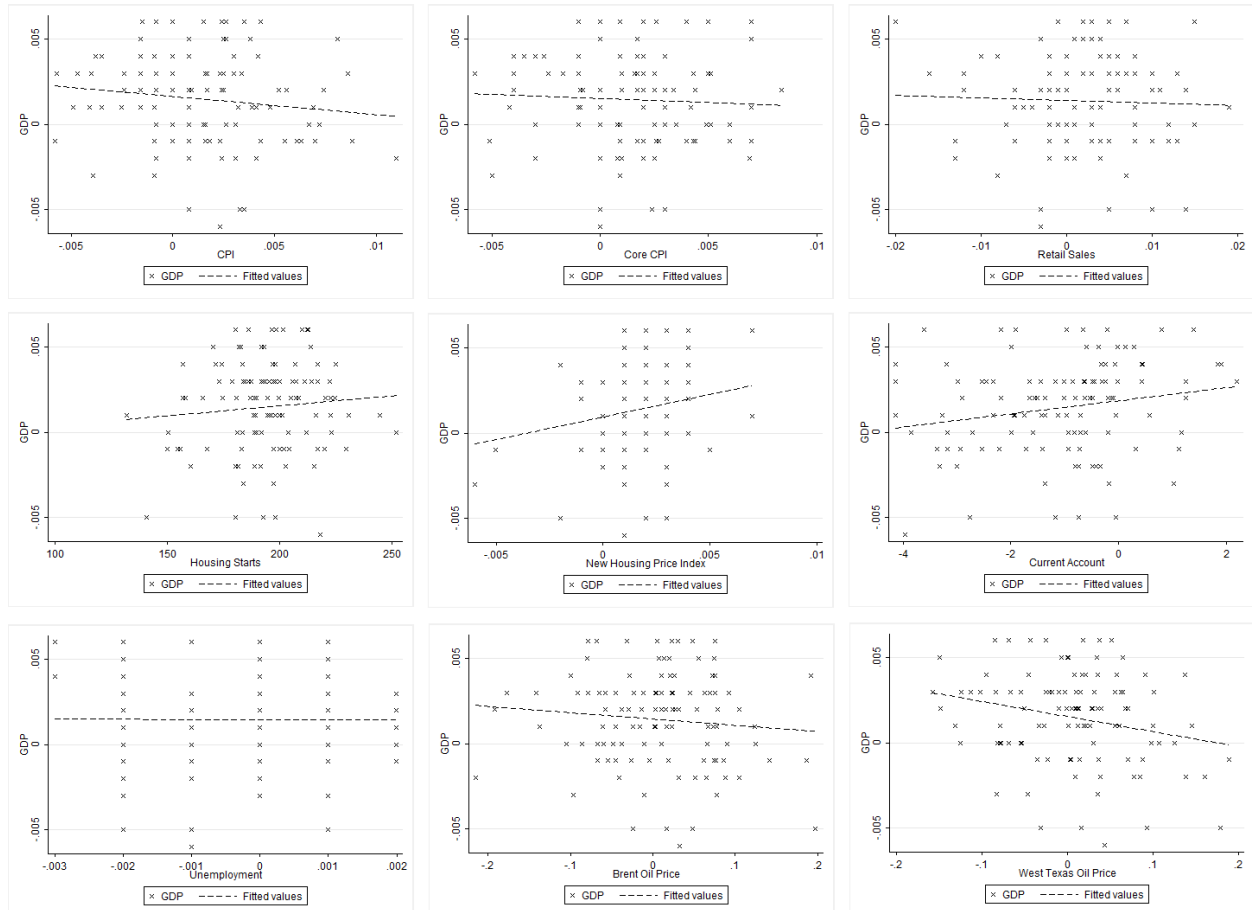 GDP
-.005 0 .005
-.005 0 .005 .01
CPI
× GDP ----- Fitted values
GDP
-.005 0 .005
-.005 0 .005 .01
Core CPI
× GDP ----- Fitted values
GDP
-.005 0 .005
-.02 -.01 0 .01 .02
Retail Sales
× GDP ----- Fitted values
GDP
-.005 0 .005
100 150 200 250
Housing Starts
× GDP ----- Fitted values
GDP
-.005 0 .005
-.005 0 .005 .01
New Housing Price Index
× GDP ----- Fitted values
GDP
-.005 0 .005
-4 -2 0 2
Current Account
× GDP ----- Fitted values
GDP
-.005 0 .005
-.003 -.002 -.001 0 .001 .002
Unemployment
× GDP ----- Fitted values
GDP
-.005 0 .005
-.2 -.1 0 .1 .2
Brent Oil Price
× GDP ----- Fitted values
GDP
-.005 0 .005
-.2 -.1 0 .1 .2
West Texas Oil Price
× GDP ----- Fitted values